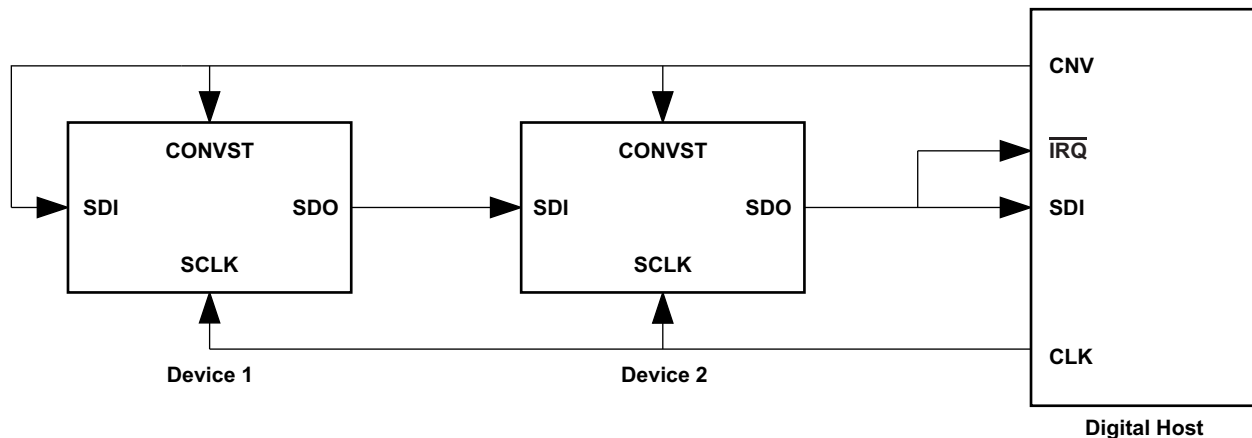 CNV
CONVST
CONVST
IRQ
SDI
SDO
SDI
SDO
SDI
SCLK
SCLK
CLK
Device 1
Device 2
Digital Host